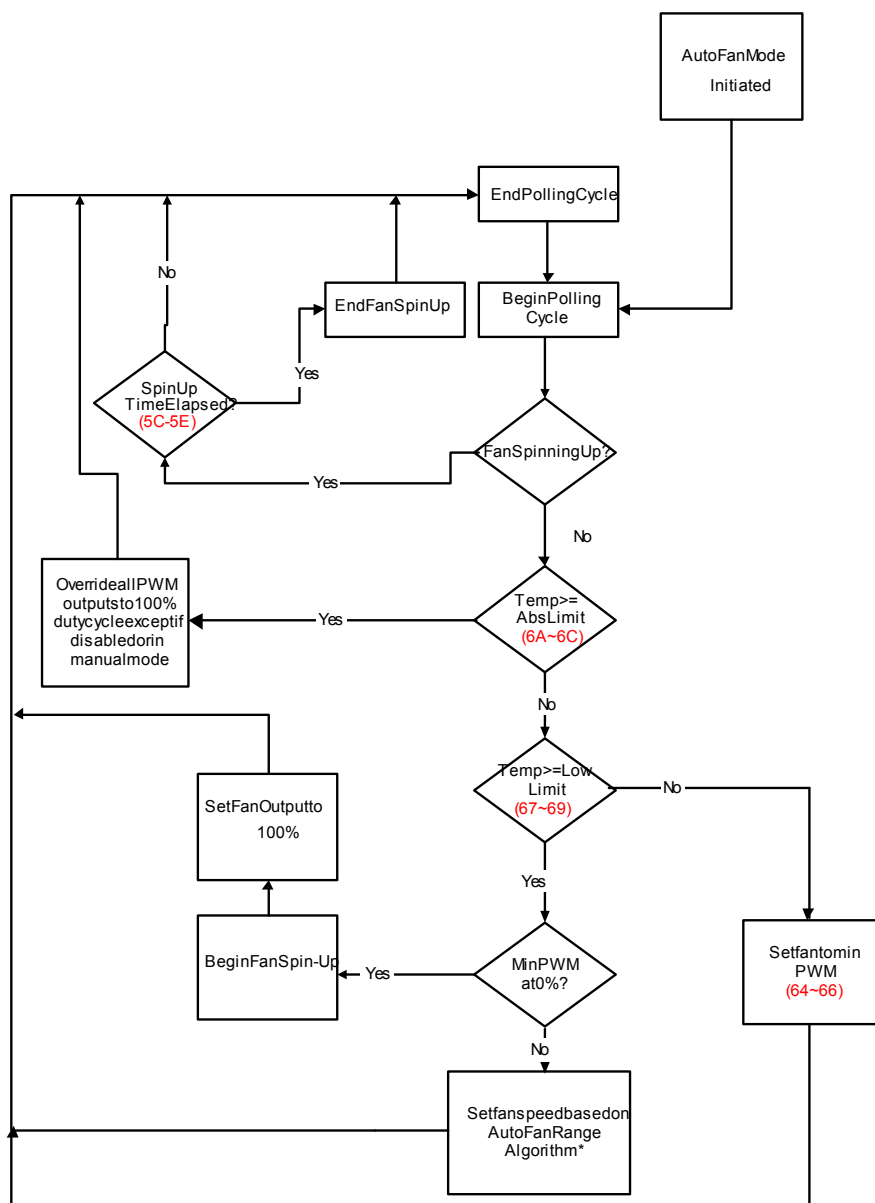 AutoFanMode
Initiated
EndPollingCycle
No
EndFanSpinUp
BeginPolling
Cycle
Yes
SpinUp
TimeElapsed?
(5C-5E)
FanSpinningUp?
Yes
No
OverrideallPWM
outputsto100%
dutycycleexceptif
disabledorin
manualmode
Yes
Temp>=
AbsLimit
(6A~6C)
No
Temp>=Low
Limit
(67~69)
No
SetFanOutputto
100%
Yes
BeginFanSpin-Up
Yes
MinPWM
at0%?
Setfantomin
PWM
(64~66)
No
Setfanspeedbasedon
AutoFanRange
Algorithm*